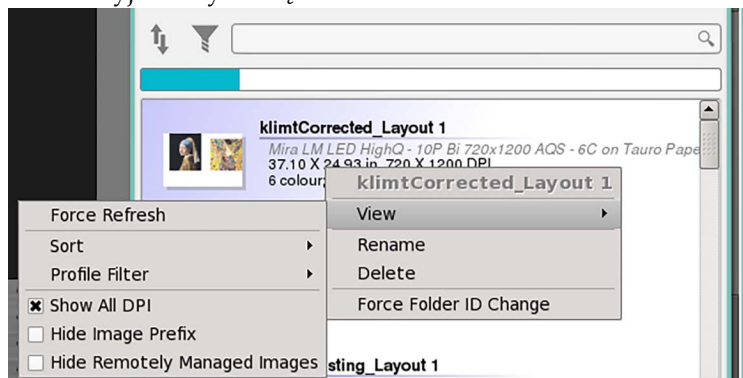 klimtCorrected_Layout 1
Mira LM LED HighQ - 10P Bi 720x1200 AQS - 6C on Tauro Pape
37.10 X 24.93 in, 720 X 1200 DPI
6 colour;
klimtCorrected_Layout 1
View
Rename
Delete
Force Folder ID Change
Force Refresh
Sort
Profile Filter
Show All DPI
Hide Image Prefix
Hide Remotely Managed Images
sting_Layout 1